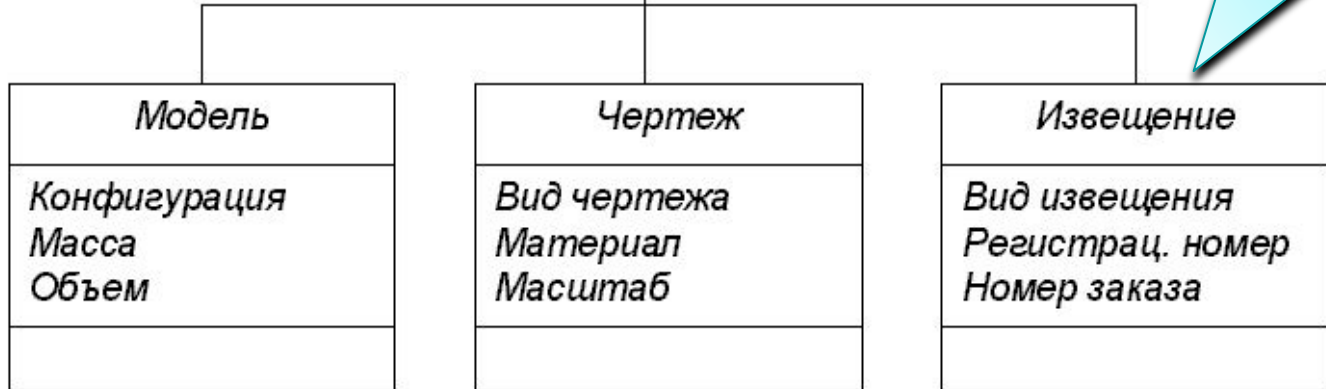 Модель
Конфигурация
Масса
Объем
Чертеж
Вид чертежа
Материал
Масштаб
Извещение
Вид извещения
Регистрац. номер
Номер заказа